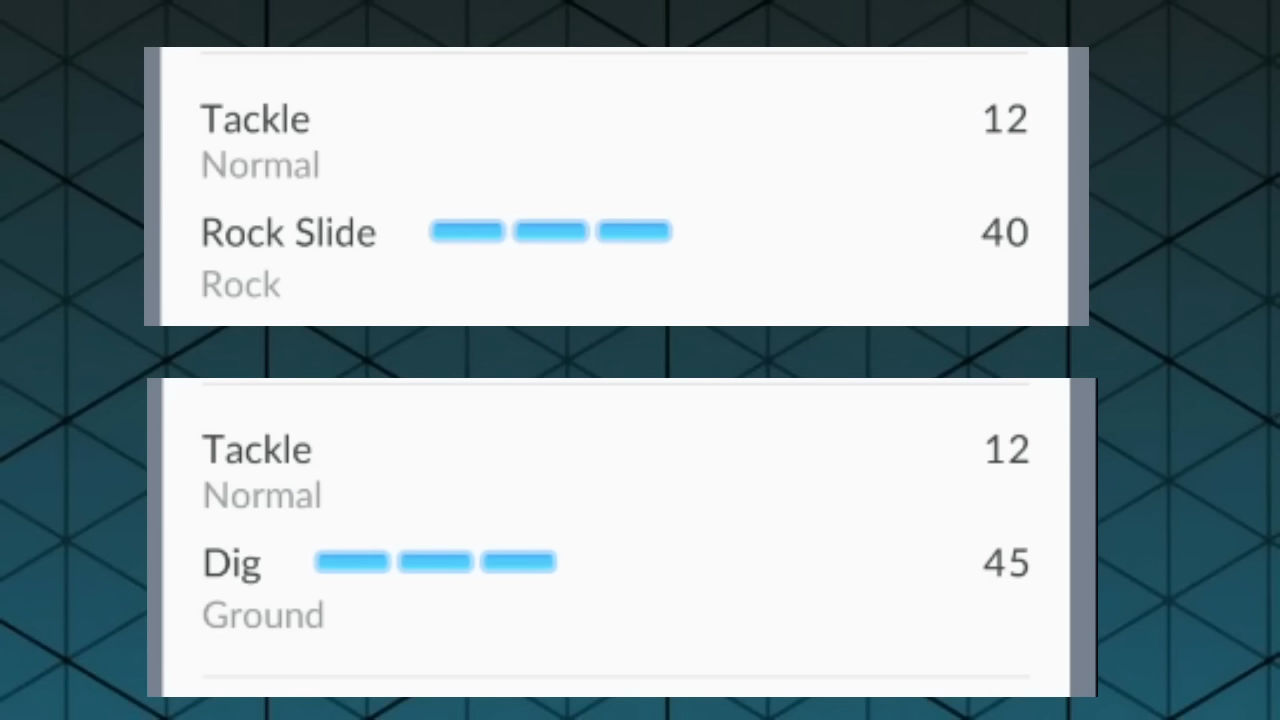 Tackle 12
Normal
Rock Slide 40
Rock
Tackle 12
Normal
Dig 45
Ground